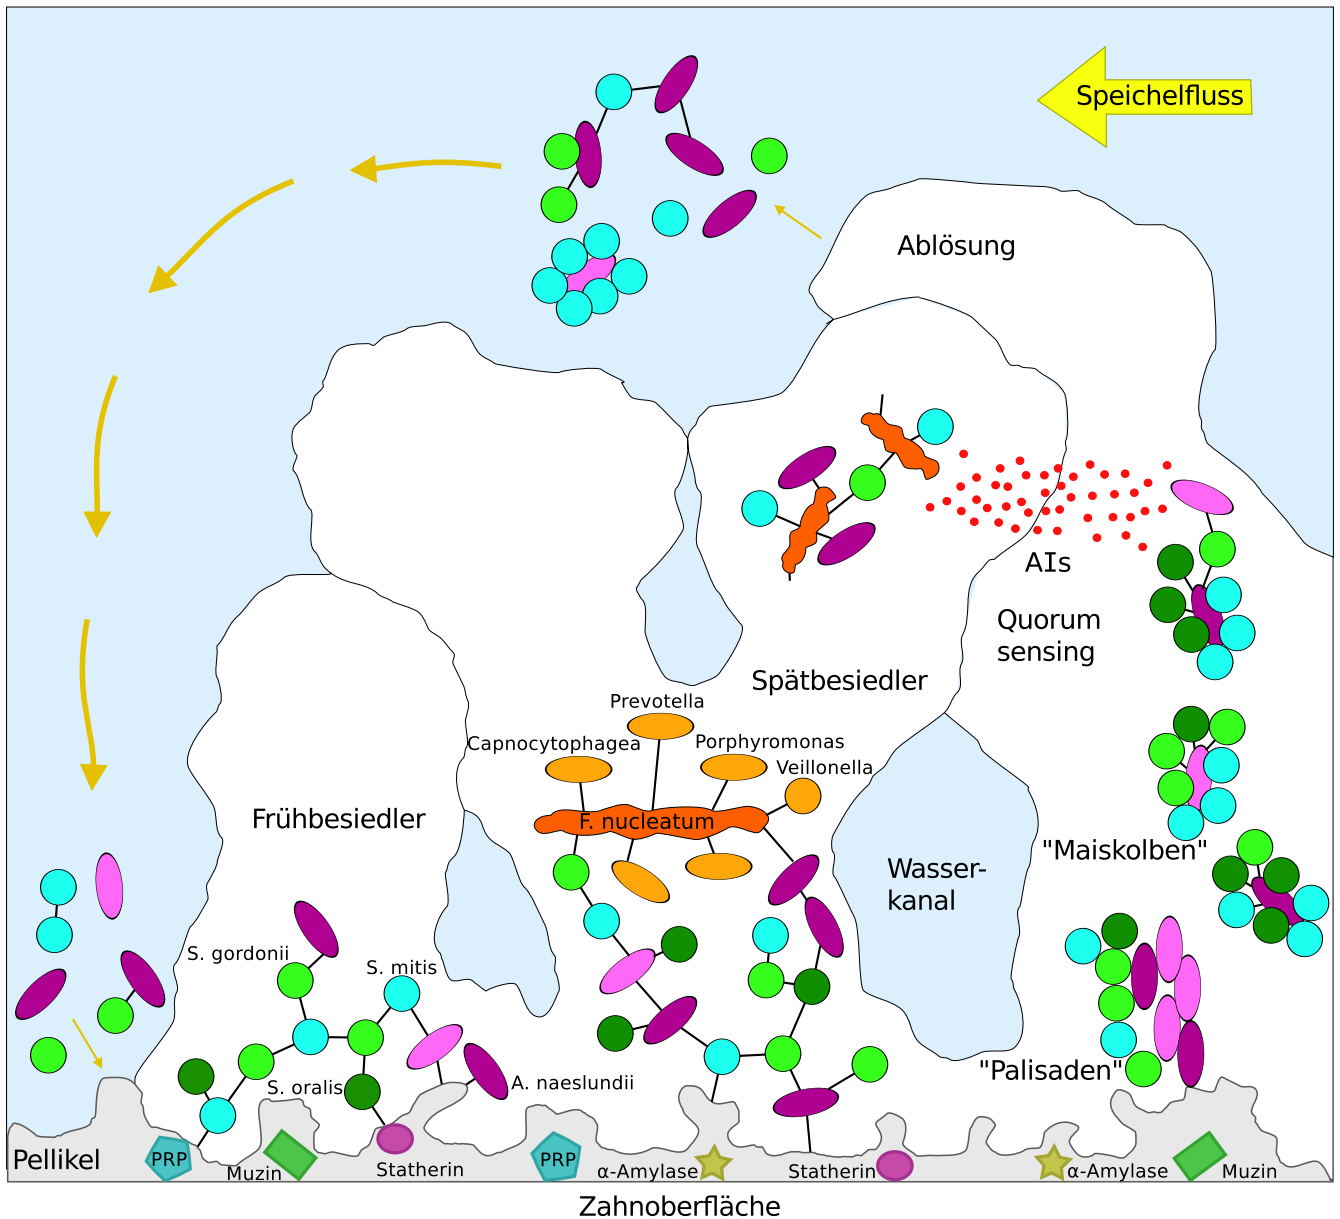 Speichelfluss
Ablösung
AIs
Quorum
sensing
Spätbesiedler
Prevotella
Capnocytophagea
Porphyromonas
Veillonella
F. nucleatum
Frühbesiedler
"Maiskolben"
Wasser-
kanal
S. gordonii
S. mitis
"Palisaden"
S. oralis
A. naeslundii
Pellikel
PRP
Muzin
Statherin
PRP
α-Amylase
Statherin
α-Amylase
Muzin
Zahnoberfläche